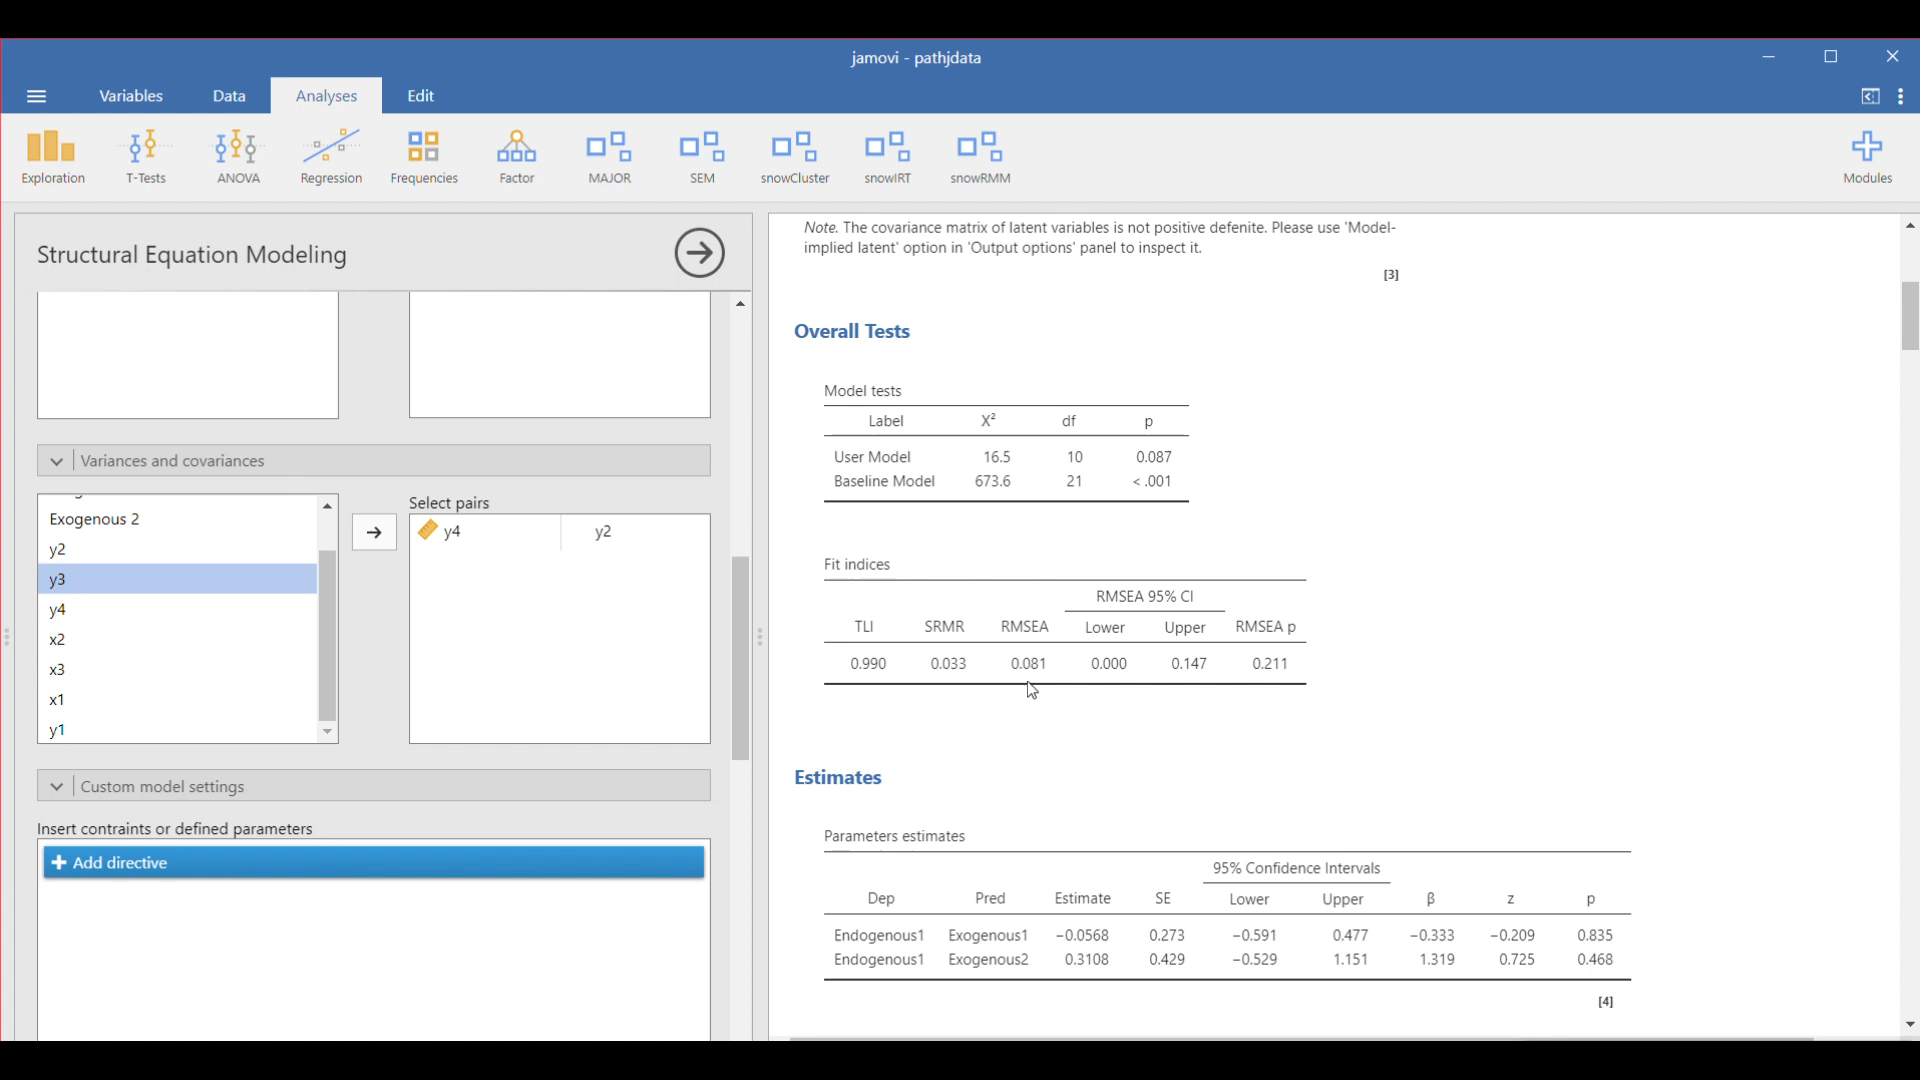 jamovi - pathjdata
Variables Data Analyses Edit
Exploration T-Tests ANOVA Regression Frequencies Factor MAJOR SEM snowCluster snowIRT snowRMM Modules
Structural Equation Modeling
Variances and covariances
Select pairs
Exogenous 2
y2
y3
y4
x2
x3
x1
y1
y4 y2
Custom model settings
Insert contraints or defined parameters
Add directive
Note. The covariance matrix of latent variables is not positive defenite. Please use 'Model-
implied latent' option in 'Output options' panel to inspect it.
[3]
Overall Tests
Model tests
Label X² df p
User Model 16.5 10 0.087
Baseline Model 673.6 21 < .001
Fit indices
RMSEA 95% CI
TLI SRMR RMSEA Lower Upper RMSEA p
0.990 0.033 0.081 0.000 0.147 0.211
Estimates
Parameters estimates
95% Confidence Intervals
Dep Pred Estimate SE Lower Upper β z p
Endogenous1 Exogenous1 −0.0568 0.273 −0.591 0.477 −0.333 −0.209 0.835
Endogenous1 Exogenous2 0.3108 0.429 −0.529 1.151 1.319 0.725 0.468
[4]